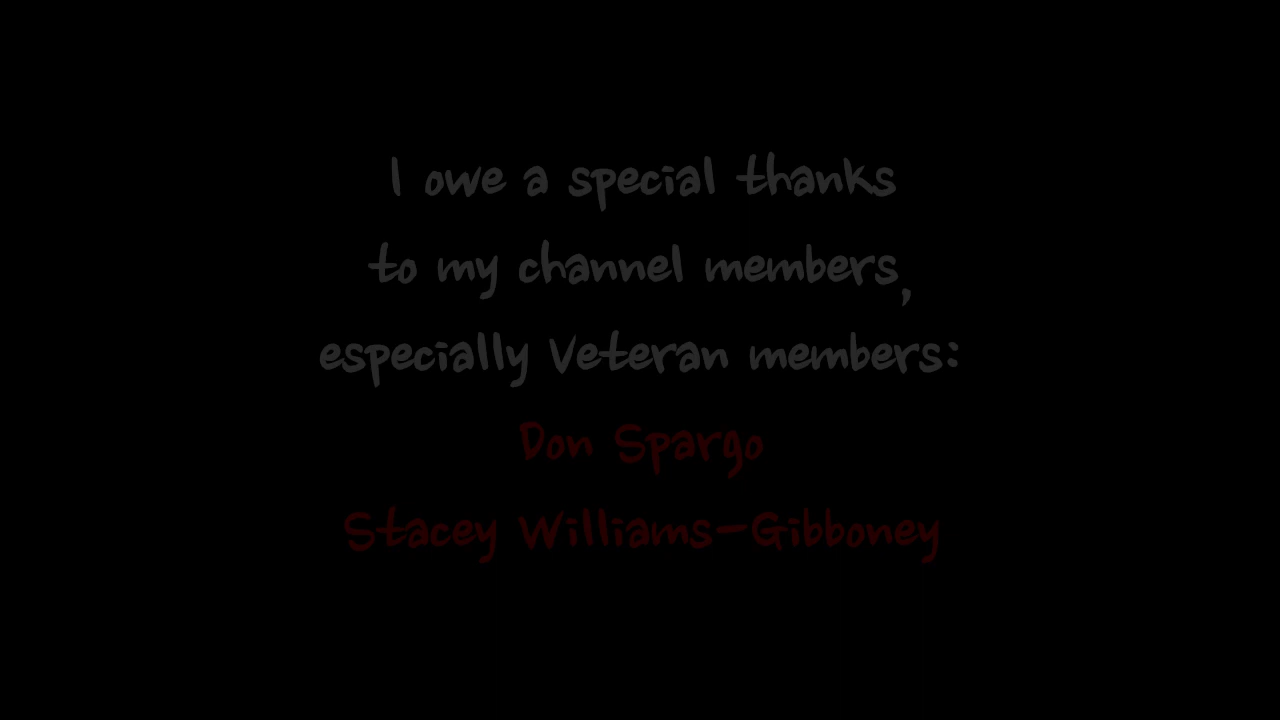 I owe a special thanks
to my channel members,
especially Veteran members:
Don Spargo
Stacey Williams-Gibboney